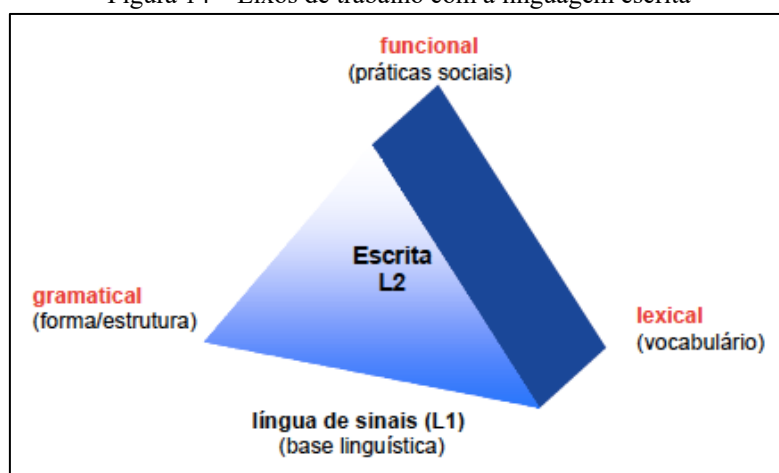 Figura 14 – Eixos de trabalho com a linguagem escrita
funcional
(práticas sociais)
Escrita
L2
gramatical
(forma/estrutura)
lexical
(vocabulário)
língua de sinais (L1)
(base linguística)